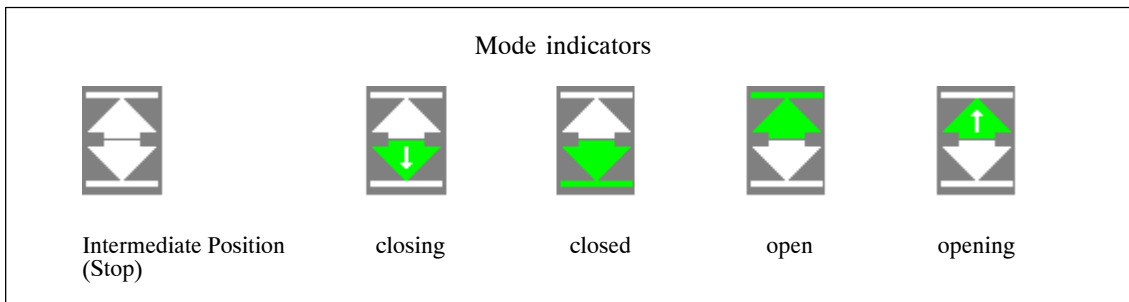 Mode indicators
Intermediate Position
(Stop)
closing
closed
open
opening